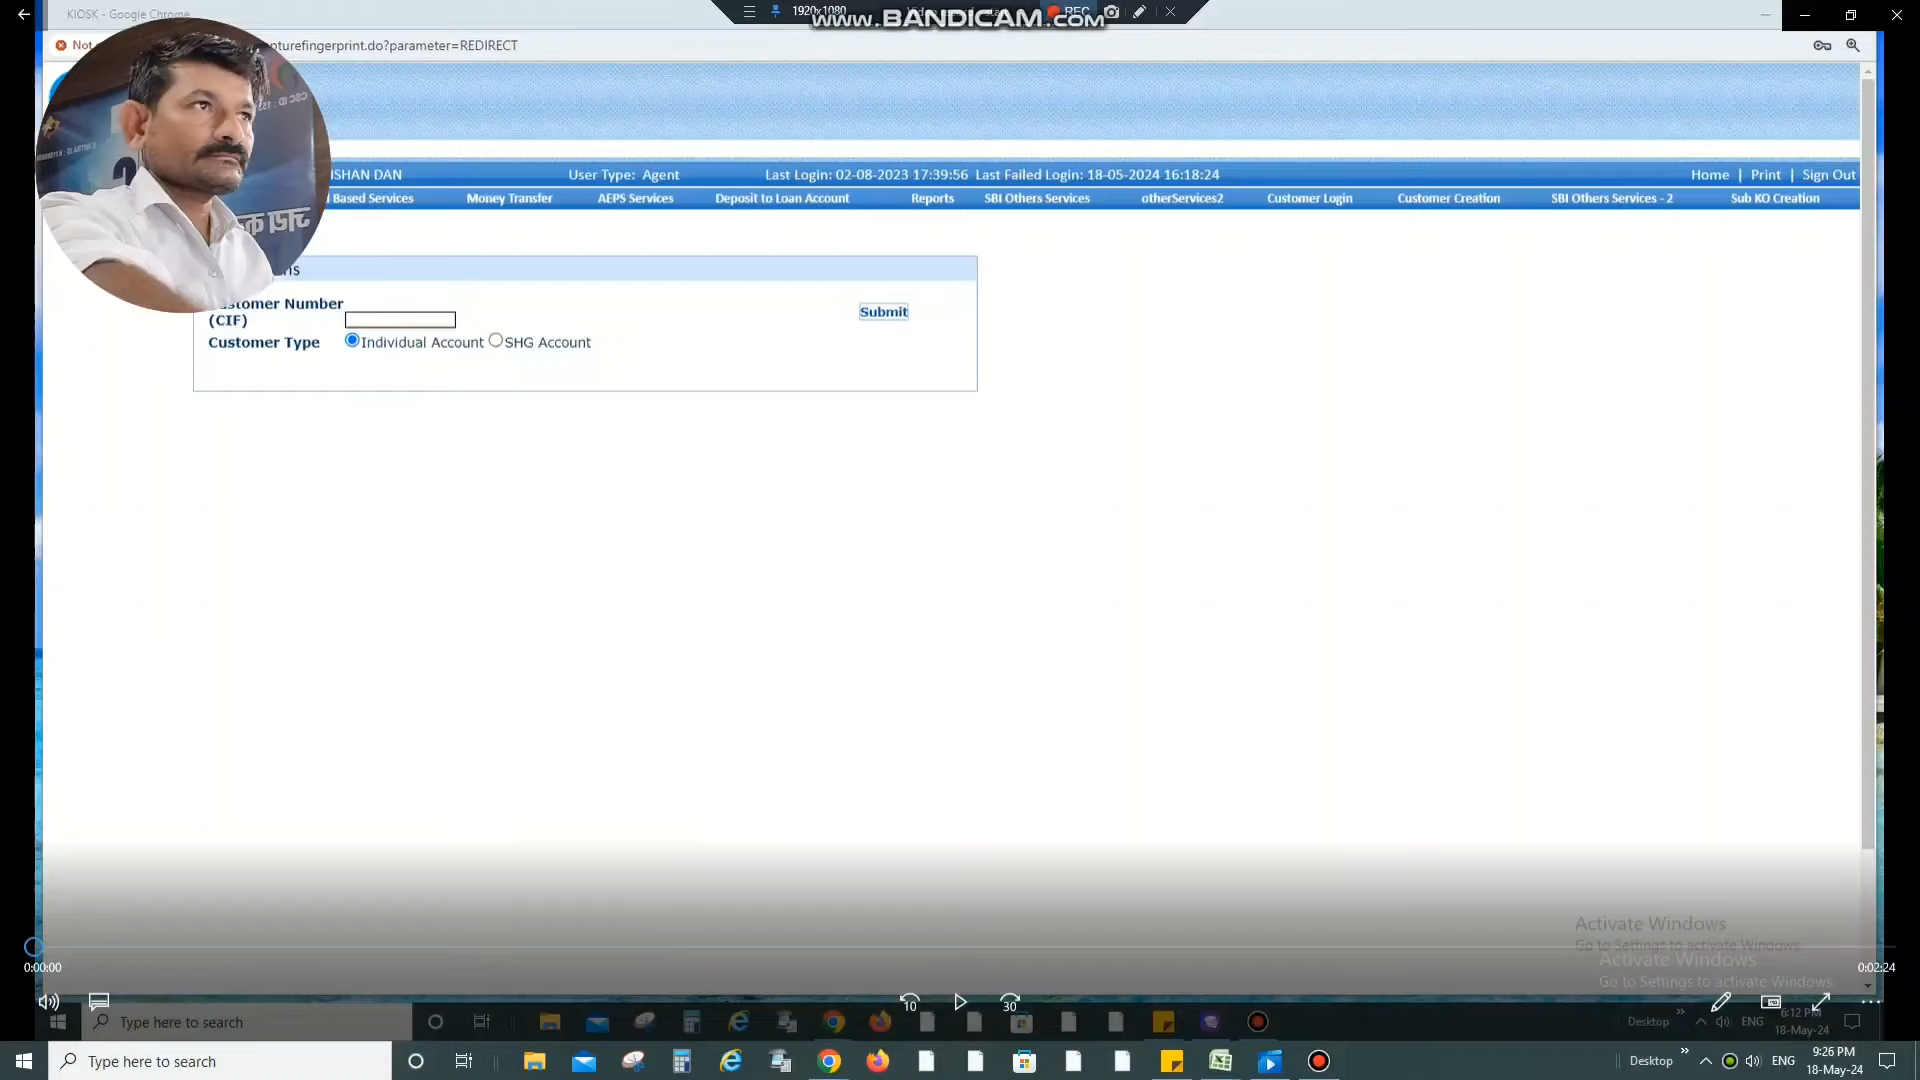 KIOSK - Google Chrome
1920x1080
REC
www.BANDICAM.com
pturefingerprint.do?parameter=REDIRECT
ISHAN DAN
User Type: Agent
Last Login: 02-08-2023 17:39:56 Last Failed Login: 18-05-2024 16:18:24
Home | Print | Sign Out
Based Services
Money Transfer
AEPS Services
Deposit to Loan Account
Reports
SBI Others Services
otherServices2
Customer Login
Customer Creation
SBI Others Services - 2
Sub KO Creation
Customer Number
(CIF)
Submit
Customer Type
Individual Account
SHG Account
Activate Windows
Go to Settings to activate Windows.
Activate Windows
Go to Settings to activate Windows.
0:00:00
0:02:24
10
30
Type here to search
Desktop
ENG
6:12 PM
18-May-24
Type here to search
Desktop
ENG
9:26 PM
18-May-24